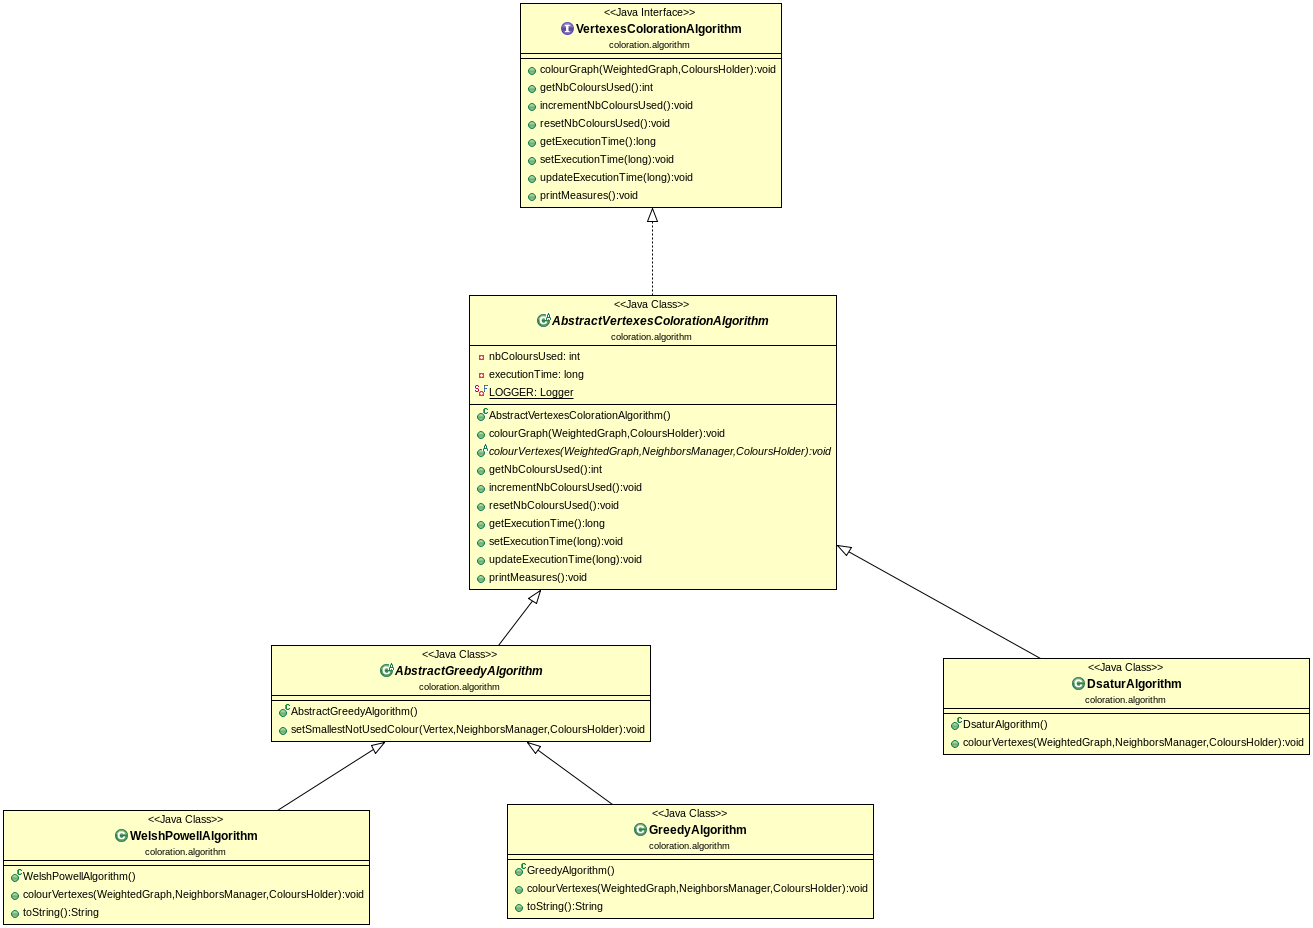 <<Java Interface>>
VertexesColorationAlgorithm
coloration.algorithm
colourGraph(WeightedGraph,ColoursHolder):void
getNbColoursUsed():int
incrementNbColoursUsed():void
resetNbColoursUsed():void
getExecutionTime():long
setExecutionTime(long):void
updateExecutionTime(long):void
printMeasures():void
<<Java Class>>
AbstractVertexesColorationAlgorithm
coloration.algorithm
nbColoursUsed: int
executionTime: long
LOGGER: Logger
AbstractVertexesColorationAlgorithm()
colourGraph(WeightedGraph,ColoursHolder):void
colourVertexes(WeightedGraph,NeighborsManager,ColoursHolder):void
getNbColoursUsed():int
incrementNbColoursUsed():void
resetNbColoursUsed():void
getExecutionTime():long
setExecutionTime(long):void
updateExecutionTime(long):void
printMeasures():void
<<Java Class>>
AbstractGreedyAlgorithm
coloration.algorithm
AbstractGreedyAlgorithm()
setSmallestNotUsedColour(Vertex,NeighborsManager,ColoursHolder):void
<<Java Class>>
DsaturAlgorithm
coloration.algorithm
DsaturAlgorithm()
colourVertexes(WeightedGraph,NeighborsManager,ColoursHolder):void
<<Java Class>>
WelshPowellAlgorithm
coloration.algorithm
WelshPowellAlgorithm()
colourVertexes(WeightedGraph,NeighborsManager,ColoursHolder):void
toString():String
<<Java Class>>
GreedyAlgorithm
coloration.algorithm
GreedyAlgorithm()
colourVertexes(WeightedGraph,NeighborsManager,ColoursHolder):void
toString():String